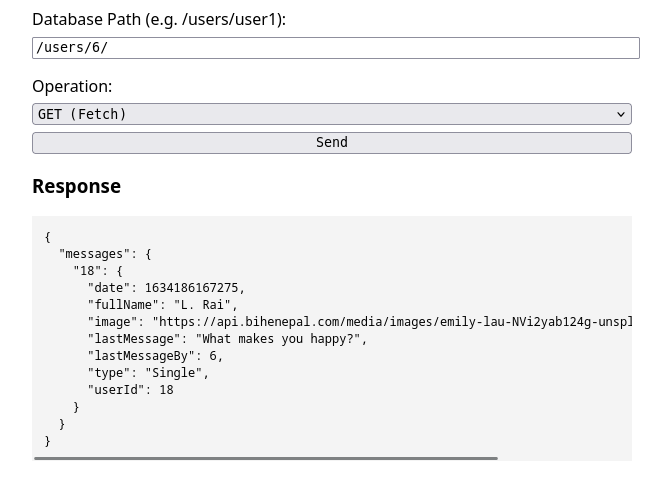 Database Path (e.g. /users/user1):
/users/6/
Operation:
GET (Fetch)
Send
Response
{
  "messages": {
    "18": {
      "date": 1634186167275,
      "fullName": "L. Rai",
      "image": "https://api.bihenepal.com/media/images/emily-lau-NVi2yab124g-unspl
      "lastMessage": "What makes you happy?",
      "lastMessageBy": 6,
      "type": "Single",
      "userId": 18
    }
  }
}